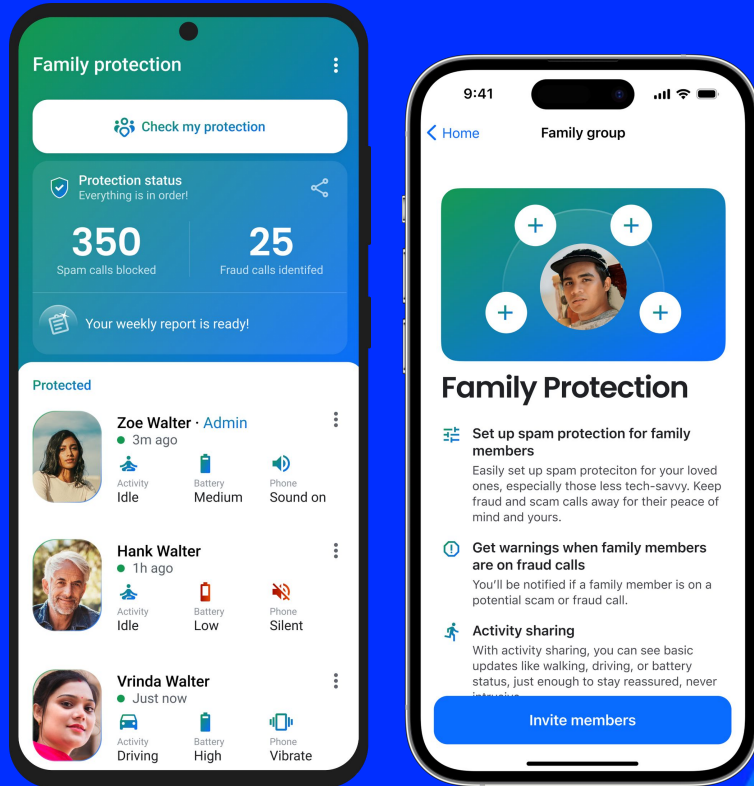 Family protection
Check my protection
Protection status
Everything is in order!
350
Spam calls blocked
25
Fraud calls identifed
Your weekly report is ready!
Protected
Zoe Walter · Admin
3m ago
Activity
Idle
Battery
Medium
Phone
Sound on
Hank Walter
1h ago
Activity
Idle
Battery
Low
Phone
Silent
Vrinda Walter
Just now
Activity
Driving
Battery
High
Phone
Vibrate
9:41
Home
Family group
Family Protection
Set up spam protection for family
members
Easily set up spam proteciton for your loved
ones, especially those less tech-savvy. Keep
fraud and scam calls away for their peace of
mind and yours.
Get warnings when family members
are on fraud calls
You'll be notified if a family member is on a
potential scam or fraud call.
Activity sharing
With activity sharing, you can see basic
updates like walking, driving, or battery
status, just enough to stay reassured, never
Invite members